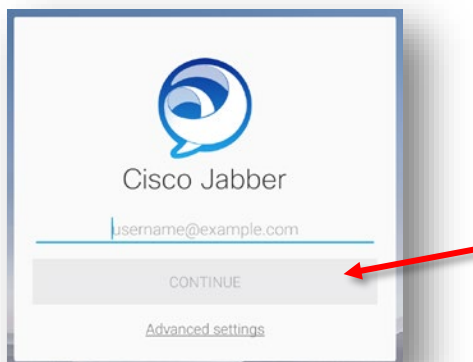 Cisco Jabber
username@example.com
CONTINUE
Advanced settings